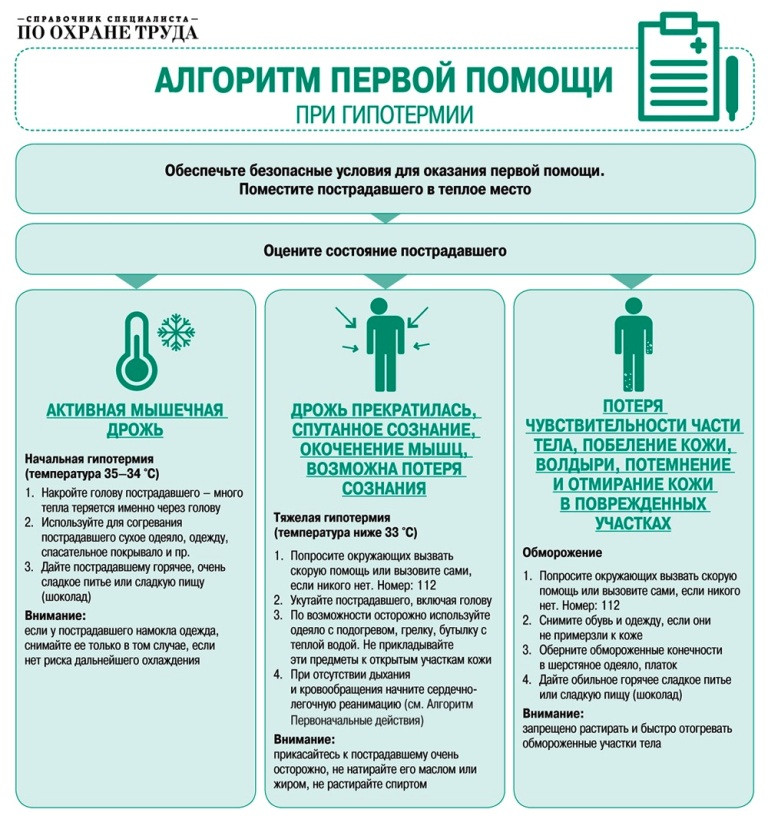 СПРАВОЧНИК СПЕЦИАЛИСТА
ПО ОХРАНЕ ТРУДА
АЛГОРИТМ ПЕРВОЙ ПОМОЩИ
ПРИ ГИПОТЕРМИИ
Обеспечьте безопасные условия для оказания первой помощи.
Поместите пострадавшего в теплое место
Оцените состояние пострадавшего
АКТИВНАЯ МЫШЕЧНАЯ
ДРОЖЬ
Начальная гипотермия
(температура 35–34 °С)
1. Накройте голову пострадавшего – много
тепла теряется именно через голову
2. Используйте для согревания
пострадавшего сухое одеяло, одежду,
спасательное покрывало и пр.
3. Дайте пострадавшему горячее, очень
сладкое питье или сладкую пищу
(шоколад)
Внимание:
если у пострадавшего намокла одежда,
снимайте ее только в том случае, если
нет риска дальнейшего охлаждения
ДРОЖЬ ПРЕКРАТИЛАСЬ,
СПУТАННОЕ СОЗНАНИЕ,
ОКОЧЕНЕНИЕ МЫШЦ,
ВОЗМОЖНА ПОТЕРЯ
СОЗНАНИЯ
Тяжелая гипотермия
(температура ниже 33 °С)
1. Попросите окружающих вызвать
скорую помощь или вызовите сами,
если никого нет. Номер: 112
2. Укутайте пострадавшего, включая голову
3. По возможности осторожно используйте
одеяло с подогревом, грелку, бутылку с
теплой водой. Не прикладывайте
эти предметы к открытым участкам кожи
4. При отсутствии дыхания
и кровообращения начните сердечно-
легочную реанимацию (см. Алгоритм
Первоначальные действия)
Внимание:
прикасайтесь к пострадавшему очень
осторожно, не натирайте его маслом или
жиром, не растирайте спиртом
ПОТЕРЯ
ЧУВСТВИТЕЛЬНОСТИ ЧАСТИ
ТЕЛА, ПОБЕЛЕНИЕ КОЖИ,
ВОЛДЫРИ, ПОТЕМНЕНИЕ
И ОТМИРАНИЕ КОЖИ
В ПОВРЕЖДЕННЫХ
УЧАСТКАХ
Обморожение
1. Попросите окружающих вызвать скорую
помощь или вызовите сами, если никого
нет. Номер: 112
2. Снимите обувь и одежду, если они
не примерзли к коже
3. Оберните обмороженные конечности
в шерстяное одеяло, платок
4. Дайте обильное горячее сладкое питье
или сладкую пищу (шоколад)
Внимание:
запрещено растирать и быстро отогревать
обмороженные участки тела